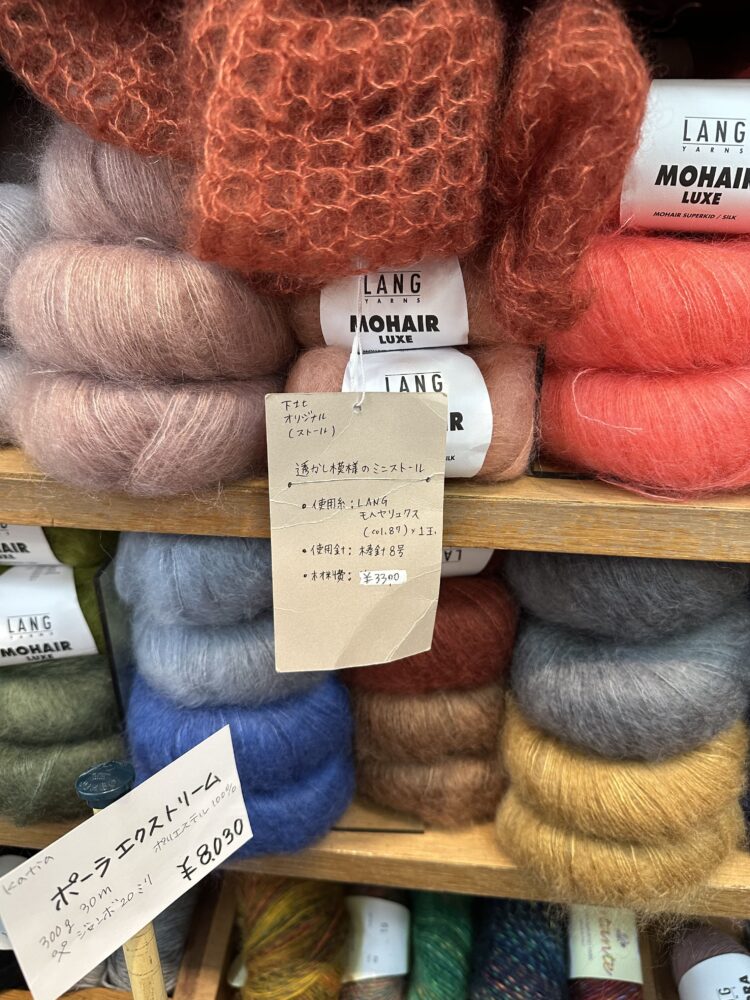 LANG
YARNS
MOHAIR
LUXE
MOHAIR SUPERKID / SILK
LANG
YARNS
MOHAIR
LUXE
LANG
R
SILK
オリジナル
(ストール)
透かし模様のミニストール
• 使用糸: LANG
モヘヤリュクス
(col.87)×1玉
• 使用針: 棒針8号
• 材料費: ¥3300
AIR
LANG
YARNS
MOHAIR
LUXE
katia
ポーラエクストリーム
ポリエステル100%
300g 30m
ジャンボ20ミリ
¥8,030